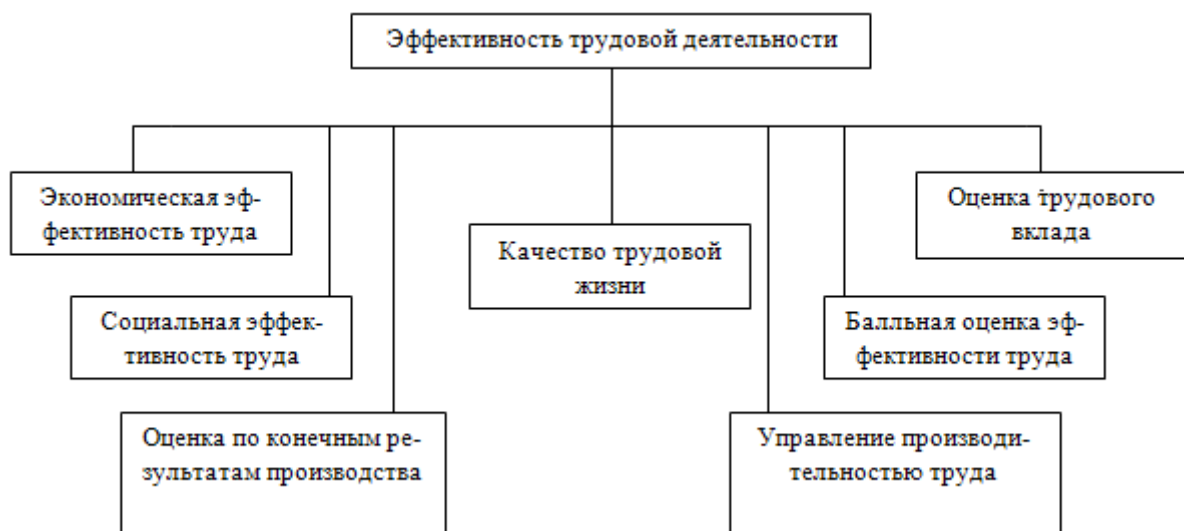 Эффективность трудовой деятельности
Экономическая эф-
фективность труда
Оценка трудового
вклада
Качество трудовой
жизни
Социальная эффек-
тивность труда
Балльная оценка эф-
фективности труда
Оценка по конечным ре-
зультатам производства
Управление производи-
тельностью труда